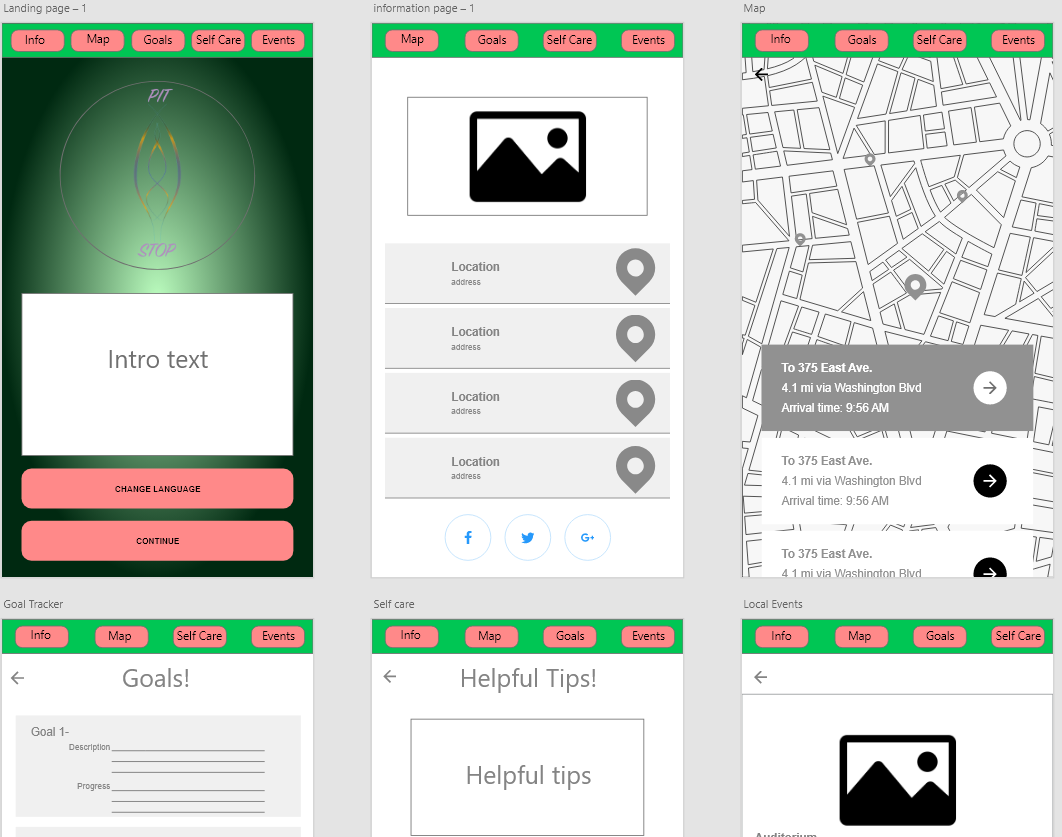 Landing page – 1
Info Map Goals Self Care Events
PIT
STOP
Intro text
CHANGE LANGUAGE
CONTINUE
information page – 1
Map Goals Self Care Events
Location
address
Location
address
Location
address
Location
address
f G+
Map
Info Goals Self Care Events
To 375 East Ave.
4.1 mi via Washington Blvd
Arrival time: 9:56 AM
To 375 East Ave.
4.1 mi via Washington Blvd
Arrival time: 9:56 AM
To 375 East Ave.
4.1 mi via Washington Blvd
Goal Tracker
Info Map Self Care Events
Goals!
Goal 1-
Description
Progress
Self care
Info Map Goals Events
Helpful Tips!
Helpful tips
Local Events
Info Map Goals Self Care
Auditorium